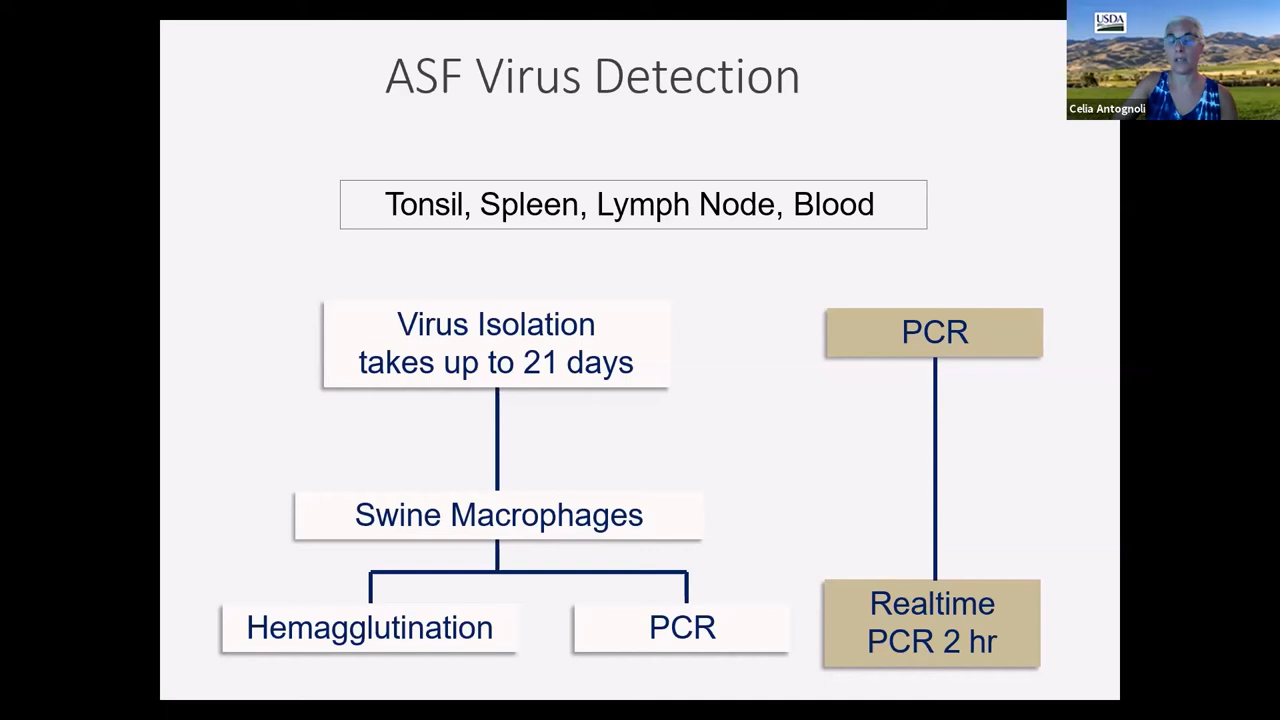 ASF Virus Detection
USDA
Celia Antognoli
Tonsil, Spleen, Lymph Node, Blood
Virus Isolation
takes up to 21 days
PCR
Swine Macrophages
Hemagglutination
PCR
Realtime
PCR 2 hr